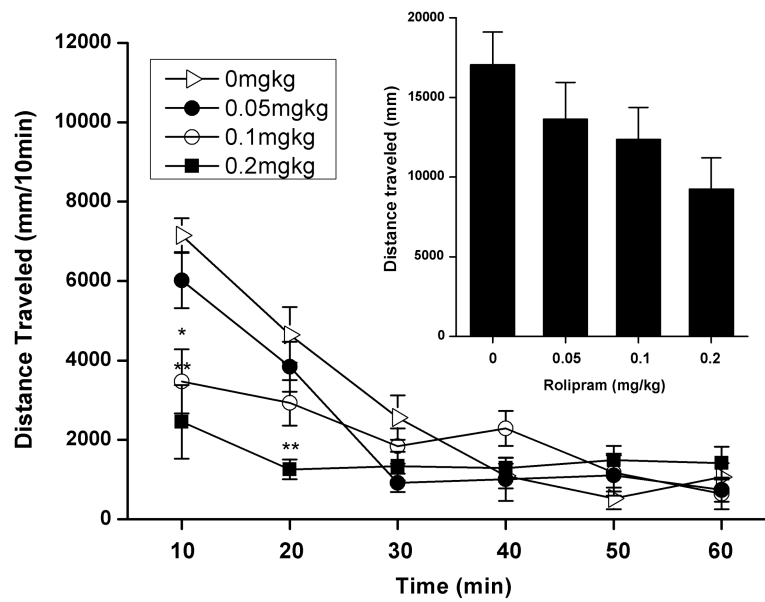 12000
10000
8000
6000
4000
2000
0
Distance Traveled (mm/10min)
0mgkg
0.05mgkg
0.1mgkg
0.2mgkg
*
**
**
10 20 30 40 50 60
Time (min)
20000
15000
10000
5000
0
Distance traveled (mm)
0 0.05 0.1 0.2
Rolipram (mg/kg)